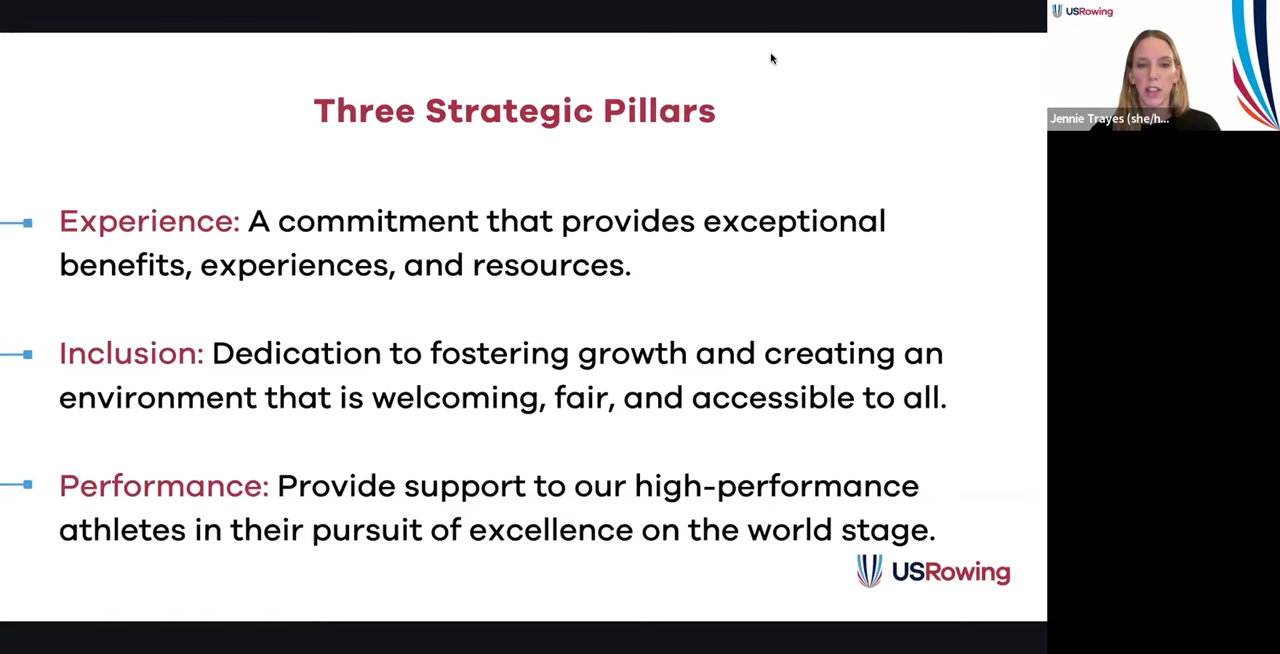 Three Strategic Pillars
Experience: A commitment that provides exceptional
benefits, experiences, and resources.
Inclusion: Dedication to fostering growth and creating an
environment that is welcoming, fair, and accessible to all.
Performance: Provide support to our high-performance
athletes in their pursuit of excellence on the world stage.
USRowing
USRowing
Jennie Trayes (she/h...